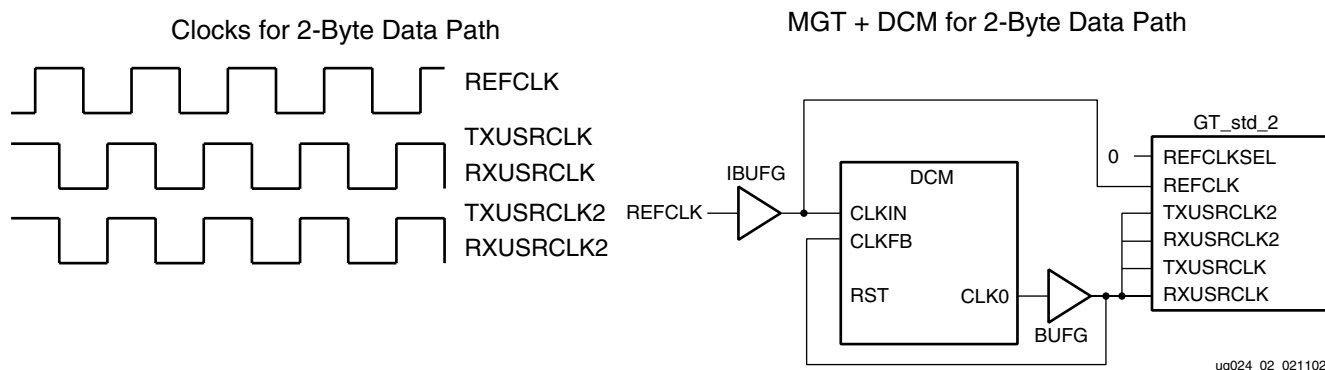 Clocks for 2-Byte Data Path
REFCLK
TXUSRCLK
RXUSRCLK
TXUSRCLK2
RXUSRCLK2
MGT + DCM for 2-Byte Data Path
GT_std_2
0
REFCLKSEL
REFCLK
TXUSRCLK2
RXUSRCLK2
TXUSRCLK
RXUSRCLK
IBUFG
REFCLK
DCM
CLKIN
CLKFB
RST
CLK0
BUFG
ug024_02_021102